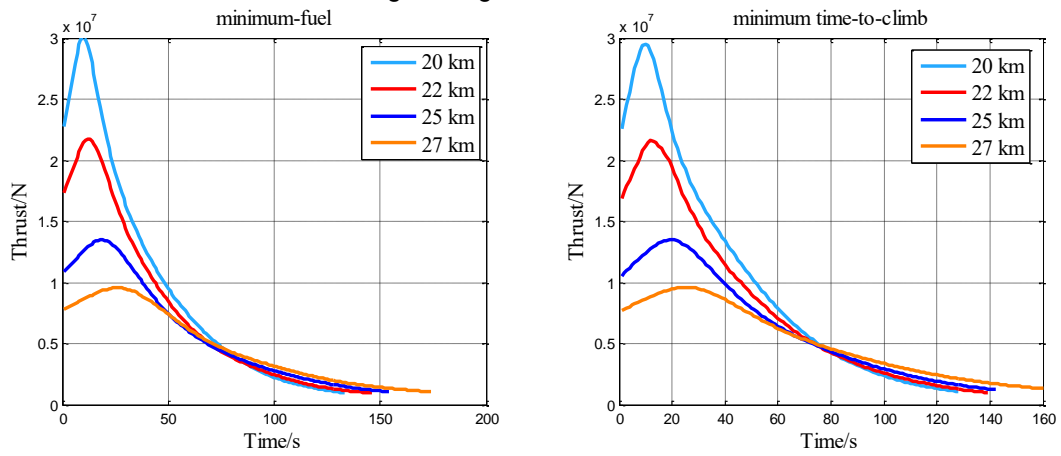 minimum-fuel
x 10^7
3
2.5
2
1.5
1
0.5
0
Thrust/N
0 50 100 150 200
Time/s
20 km
22 km
25 km
27 km
minimum time-to-climb
x 10^7
3
2.5
2
1.5
1
0.5
0
Thrust/N
0 20 40 60 80 100 120 140 160
Time/s
20 km
22 km
25 km
27 km